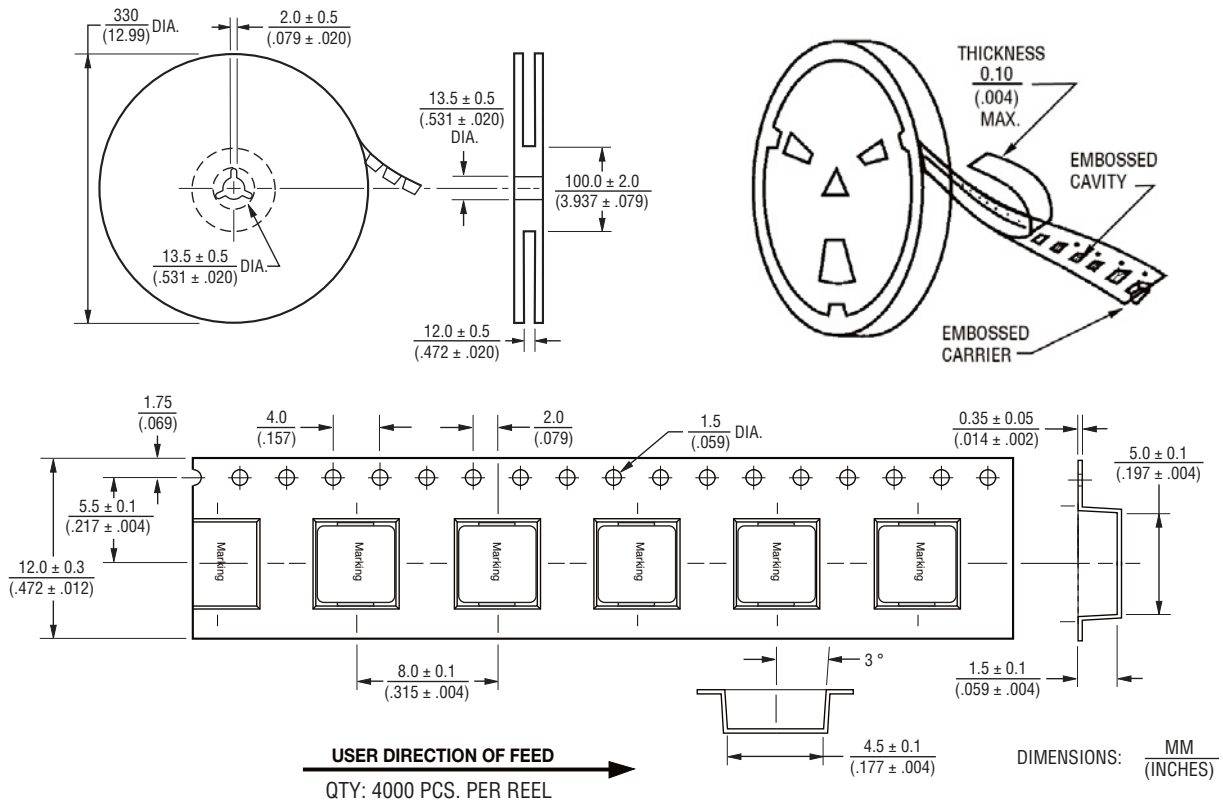 330
(12.99) DIA.
2.0 ± 0.5
(.079 ± .020)
13.5 ± 0.5
(.531 ± .020)
DIA.
100.0 ± 2.0
(3.937 ± .079)
13.5 ± 0.5
(.531 ± .020) DIA.
12.0 ± 0.5
(.472 ± .020)
THICKNESS
0.10
(.004)
MAX.
EMBOSSED
CAVITY
EMBOSSED
CARRIER
1.75
(.069)
4.0
(.157)
2.0
(.079)
1.5
(.059) DIA.
0.35 ± 0.05
(.014 ± .002)
5.0 ± 0.1
(.197 ± .004)
5.5 ± 0.1
(.217 ± .004)
12.0 ± 0.3
(.472 ± .012)
Marking
Marking
Marking
Marking
Marking
Marking
8.0 ± 0.1
(.315 ± .004)
3 °
1.5 ± 0.1
(.059 ± .004)
4.5 ± 0.1
(.177 ± .004)
USER DIRECTION OF FEED
QTY: 4000 PCS. PER REEL
DIMENSIONS: MM
(INCHES)